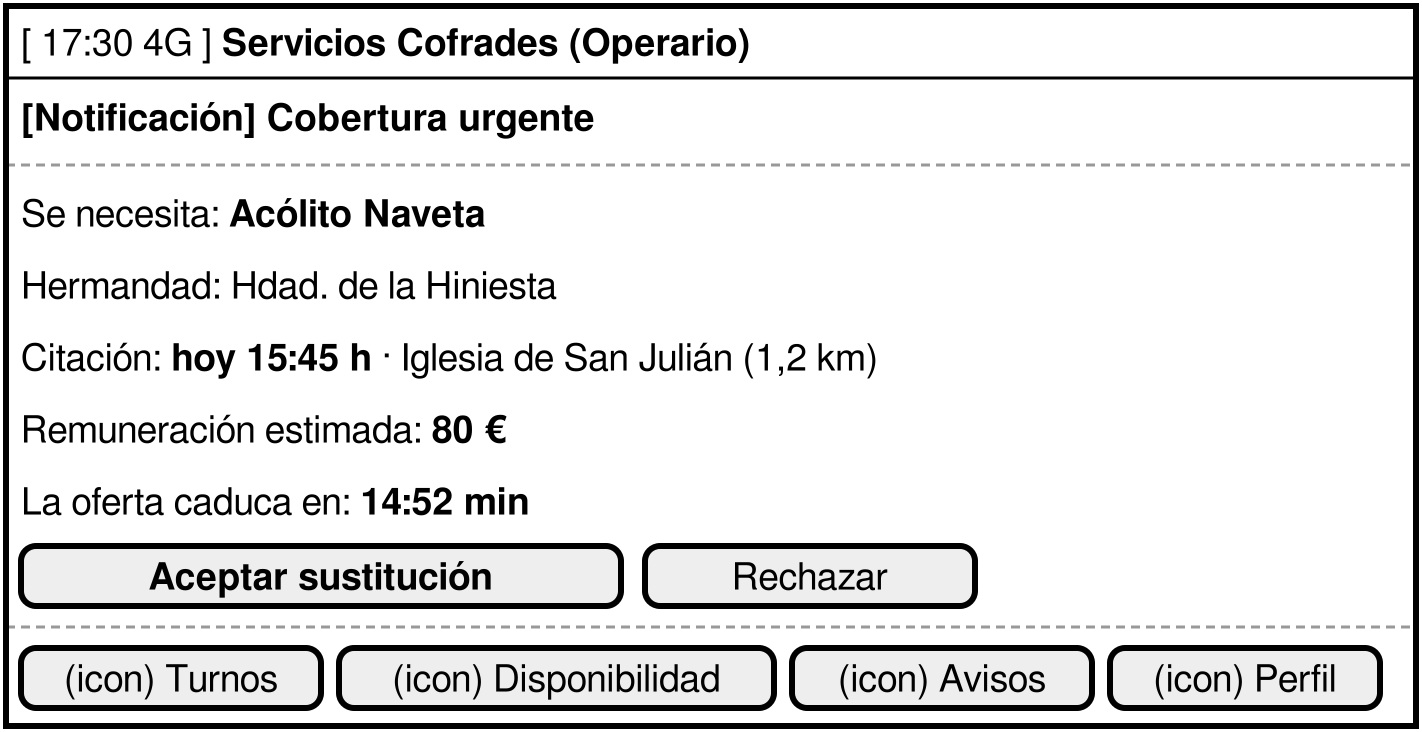 [ 17:30 4G ] Servicios Cofrades (Operario)
[Notificación] Cobertura urgente
Se necesita: Acólito Naveta
Hermandad: Hdad. de la Hiniesta
Citación: hoy 15:45 h · Iglesia de San Julián (1,2 km)
Remuneración estimada: 80 €
La oferta caduca en: 14:52 min
Aceptar sustitución Rechazar
(icon) Turnos (icon) Disponibilidad (icon) Avisos (icon) Perfil